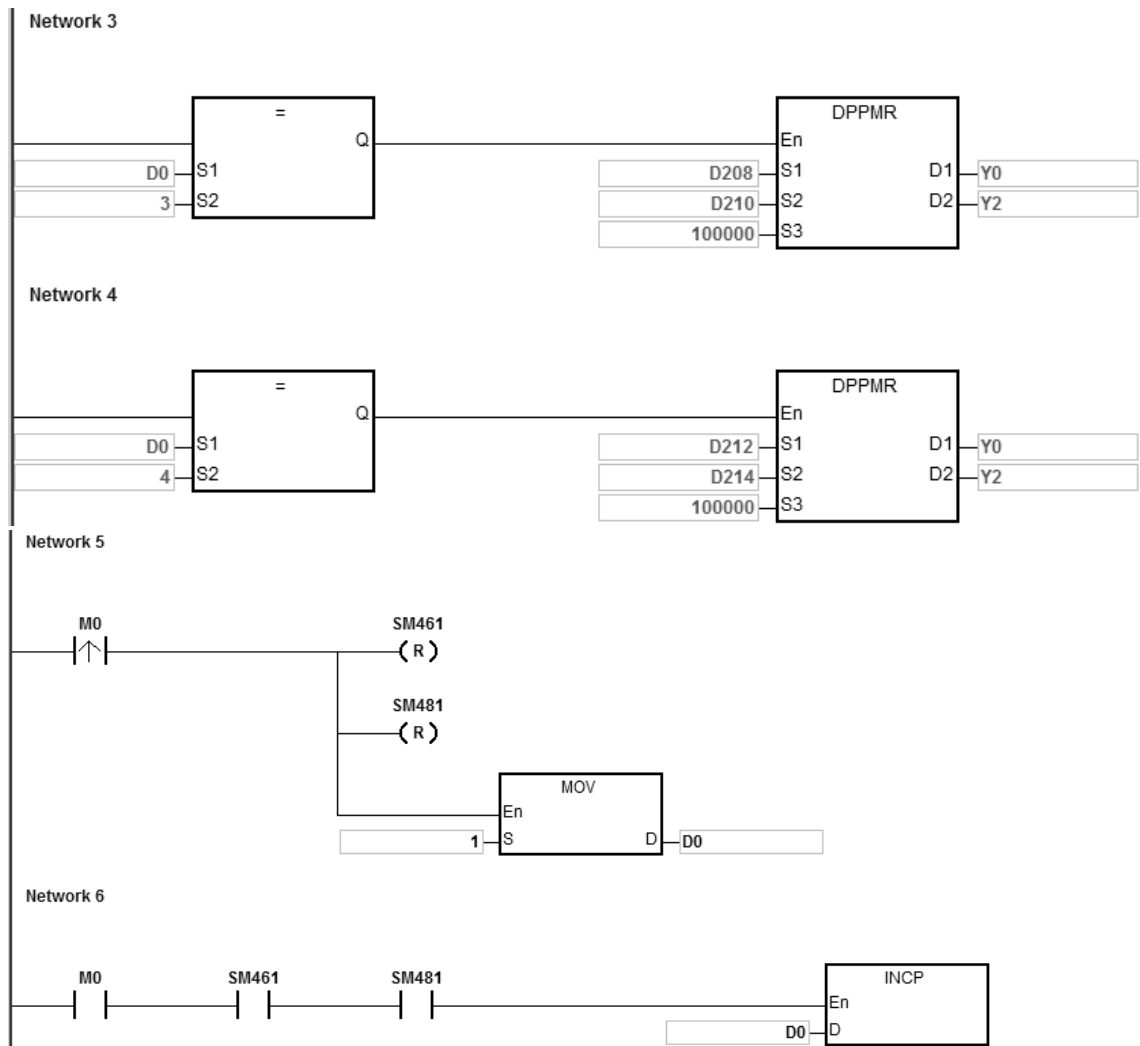 Network 3
=
DPPMR
Q
En
D0
S1
D208
S1
D1
Y0
3
S2
D210
S2
D2
Y2
100000
S3
Network 4
=
DPPMR
Q
En
D0
S1
D212
S1
D1
Y0
4
S2
D214
S2
D2
Y2
100000
S3
Network 5
M0
SM461
R
SM481
R
MOV
En
1
S
D
D0
Network 6
M0
SM461
SM481
INCP
En
D0
D